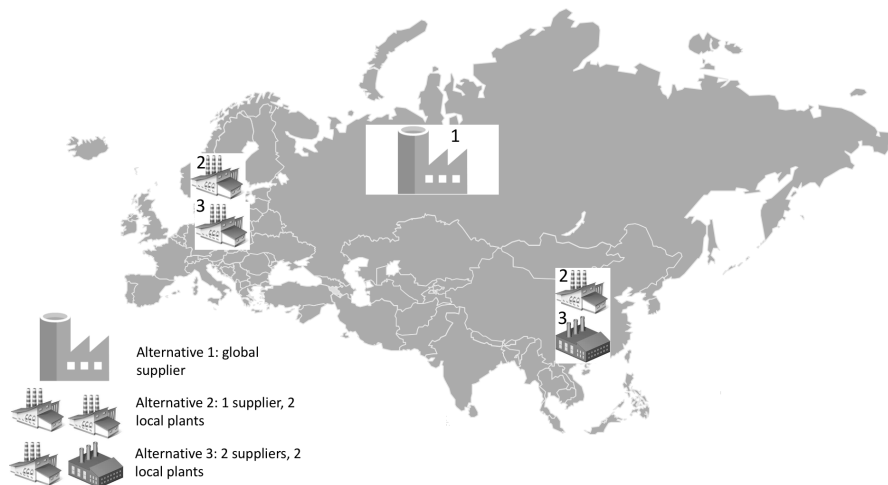 1
2
3
2
3
Alternative 1: global
supplier
Alternative 2: 1 supplier, 2
local plants
Alternative 3: 2 suppliers, 2
local plants